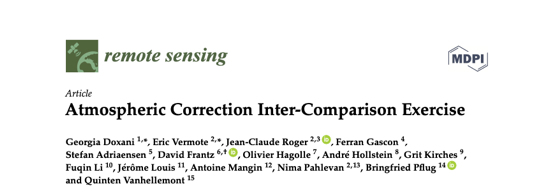 remote sensing
MDPI
Article
Atmospheric Correction Inter-Comparison Exercise
Georgia Doxani 1,*, Eric Vermote 2,*, Jean-Claude Roger 2,3, Ferran Gascon 4,
Stefan Adriaensen 5, David Frantz 6,†, Olivier Hagolle 7, André Hollstein 8, Grit Kirches 9,
Fuqin Li 10, Jérôme Louis 11, Antoine Mangin 12, Nima Pahlevan 2,13, Bringfried Pflug 14
and Quinten Vanhellemont 15